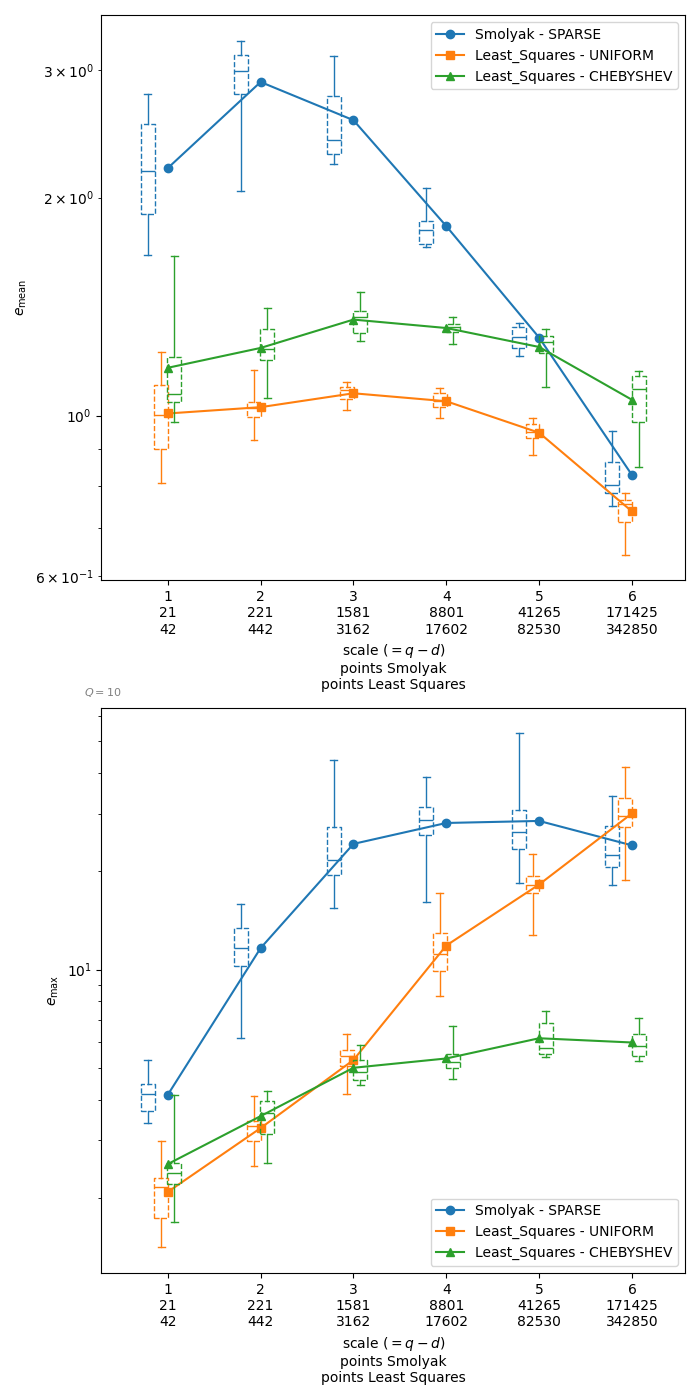 Smolyak - SPARSE
Least_Squares - UNIFORM
Least_Squares - CHEBYSHEV
3 × 10⁰
2 × 10⁰
10⁰
6 × 10⁻¹
e_mean
1 2 3 4 5 6
21 221 1581 8801 41265 171425
42 442 3162 17602 82530 342850
scale (= q − d)
points Smolyak
points Least Squares
Q = 10
10¹
e_max
Smolyak - SPARSE
Least_Squares - UNIFORM
Least_Squares - CHEBYSHEV
1 2 3 4 5 6
21 221 1581 8801 41265 171425
42 442 3162 17602 82530 342850
scale (= q − d)
points Smolyak
points Least Squares